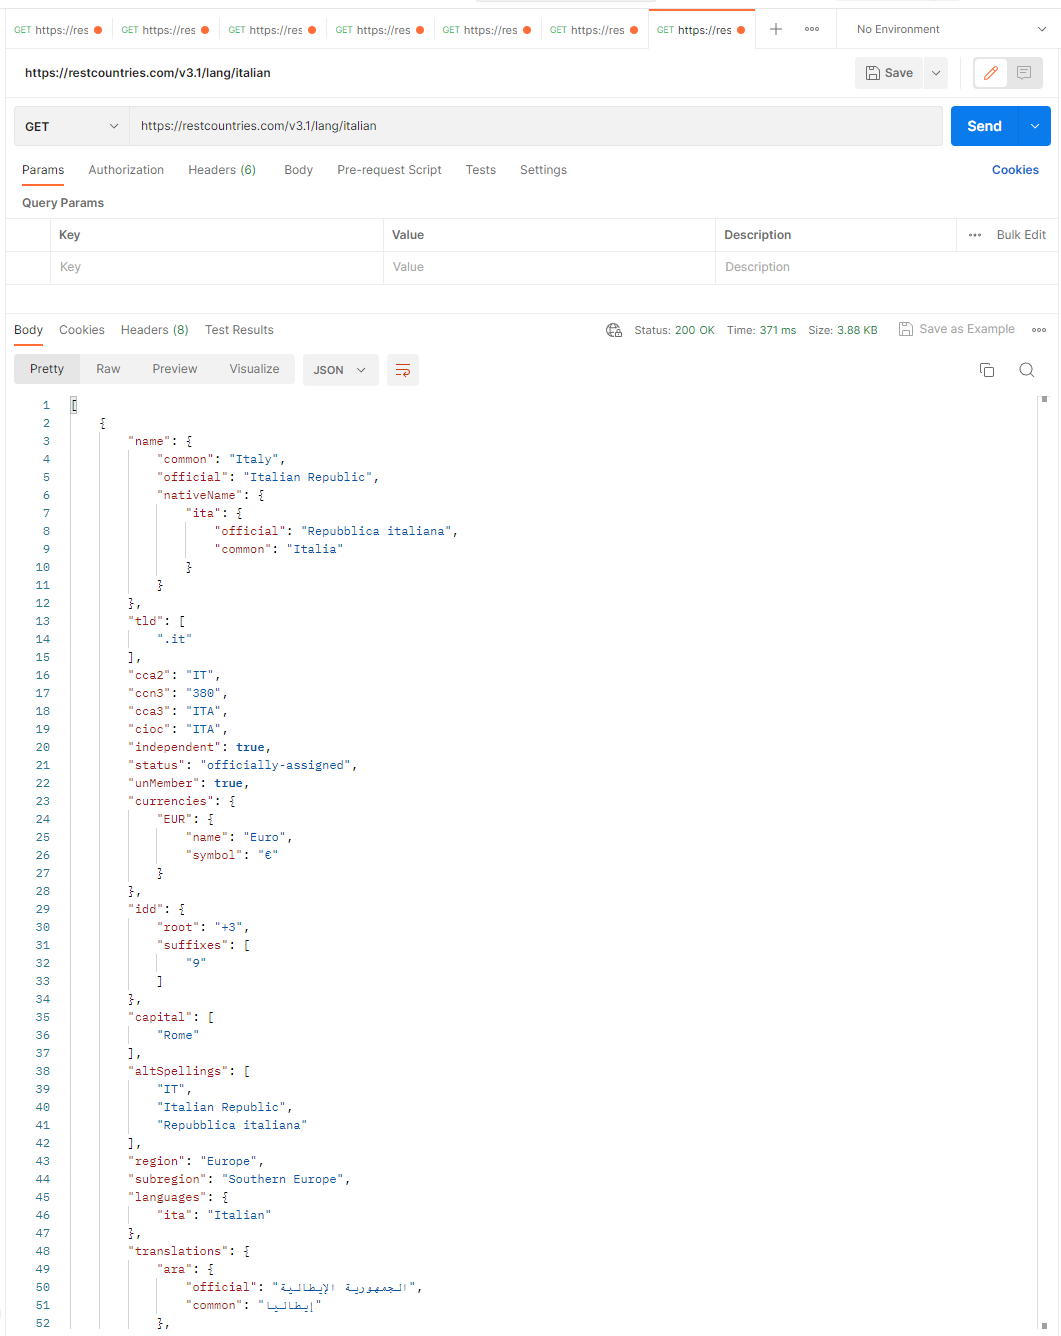 GET https://res GET https://res GET https://res GET https://res GET https://res GET https://res GET https://res No Environment
https://restcountries.com/v3.1/lang/italian Save
GET https://restcountries.com/v3.1/lang/italian Send
Params Authorization Headers (6) Body Pre-request Script Tests Settings Cookies
Query Params
Key Value Description Bulk Edit
Key Value Description
Body Cookies Headers (8) Test Results Status: 200 OK Time: 371 ms Size: 3.88 KB Save as Example
Pretty Raw Preview Visualize JSON
1 [
2 {
3 "name": {
4 "common": "Italy",
5 "official": "Italian Republic",
6 "nativeName": {
7 "ita": {
8 "official": "Repubblica italiana",
9 "common": "Italia"
10 }
11 }
12 },
13 "tld": [
14 ".it"
15 ],
16 "cca2": "IT",
17 "ccn3": "380",
18 "cca3": "ITA",
19 "cioc": "ITA",
20 "independent": true,
21 "status": "officially-assigned",
22 "unMember": true,
23 "currencies": {
24 "EUR": {
25 "name": "Euro",
26 "symbol": "€"
27 }
28 },
29 "idd": {
30 "root": "+3",
31 "suffixes": [
32 "9"
33 ]
34 },
35 "capital": [
36 "Rome"
37 ],
38 "altSpellings": [
39 "IT",
40 "Italian Republic",
41 "Repubblica italiana"
42 ],
43 "region": "Europe",
44 "subregion": "Southern Europe",
45 "languages": {
46 "ita": "Italian"
47 },
48 "translations": {
49 "ara": {
50 "official": "الجمهورية الإيطالية",
51 "common": "إيطاليا"
52 },